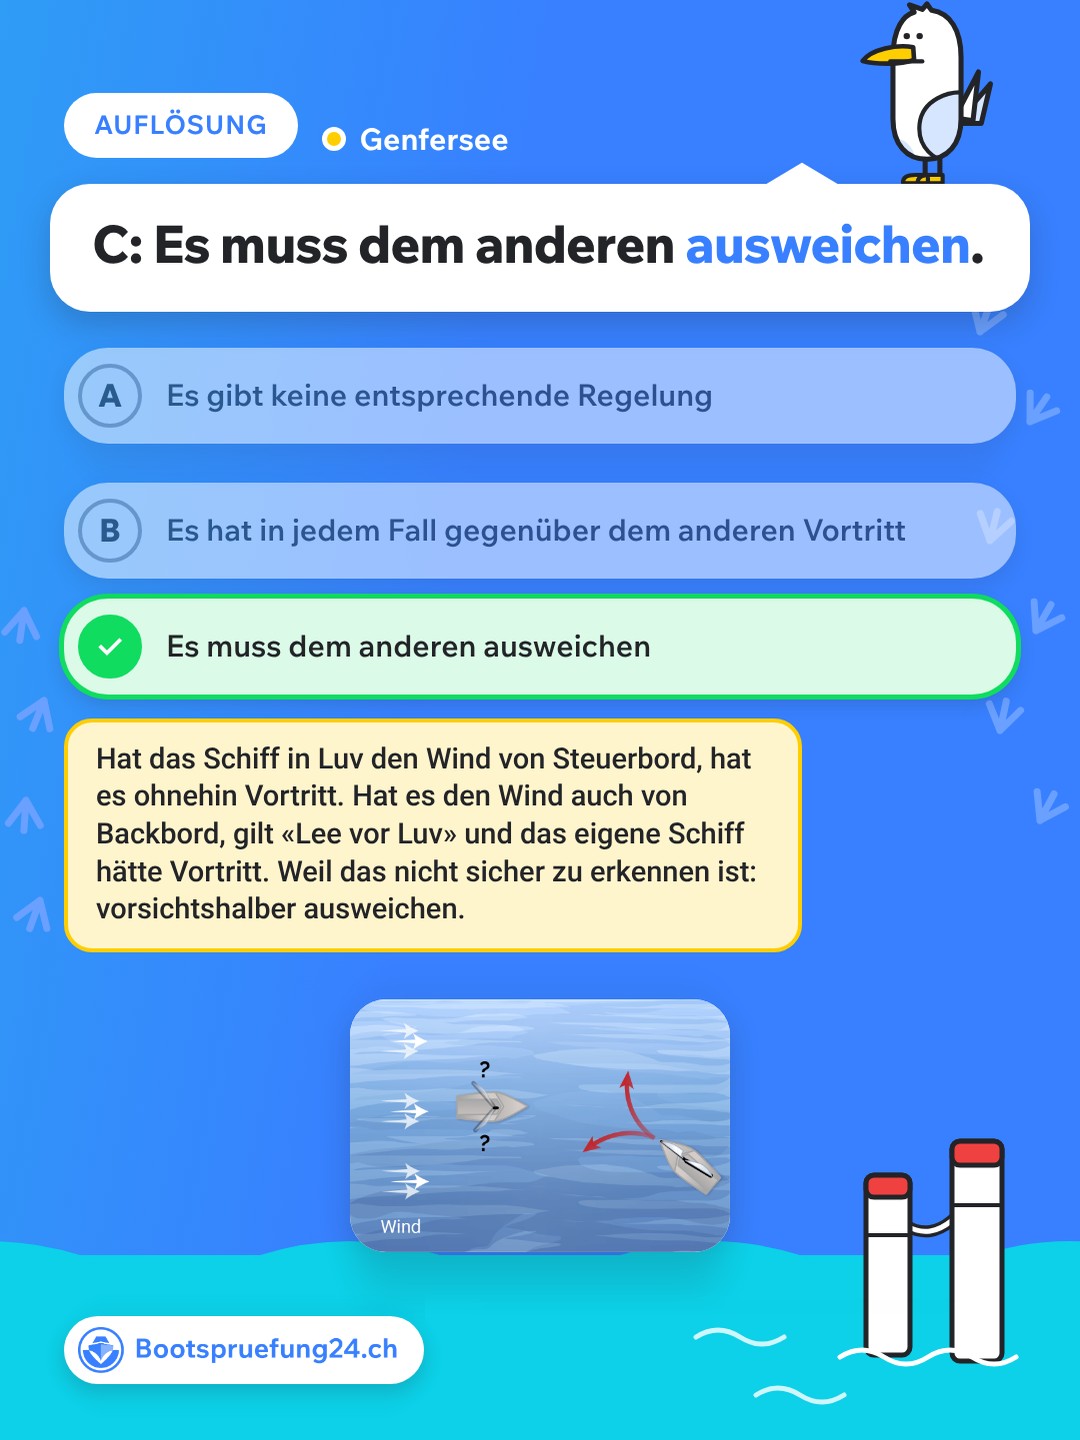 AUFLÖSUNG
Genfersee
C: Es muss dem anderen ausweichen.
A Es gibt keine entsprechende Regelung
B Es hat in jedem Fall gegenüber dem anderen Vortritt
Es muss dem anderen ausweichen
Hat das Schiff in Luv den Wind von Steuerbord, hat
es ohnehin Vortritt. Hat es den Wind auch von
Backbord, gilt «Lee vor Luv» und das eigene Schiff
hätte Vortritt. Weil das nicht sicher zu erkennen ist:
vorsichtshalber ausweichen.
?
?
Wind
Bootspruefung24.ch